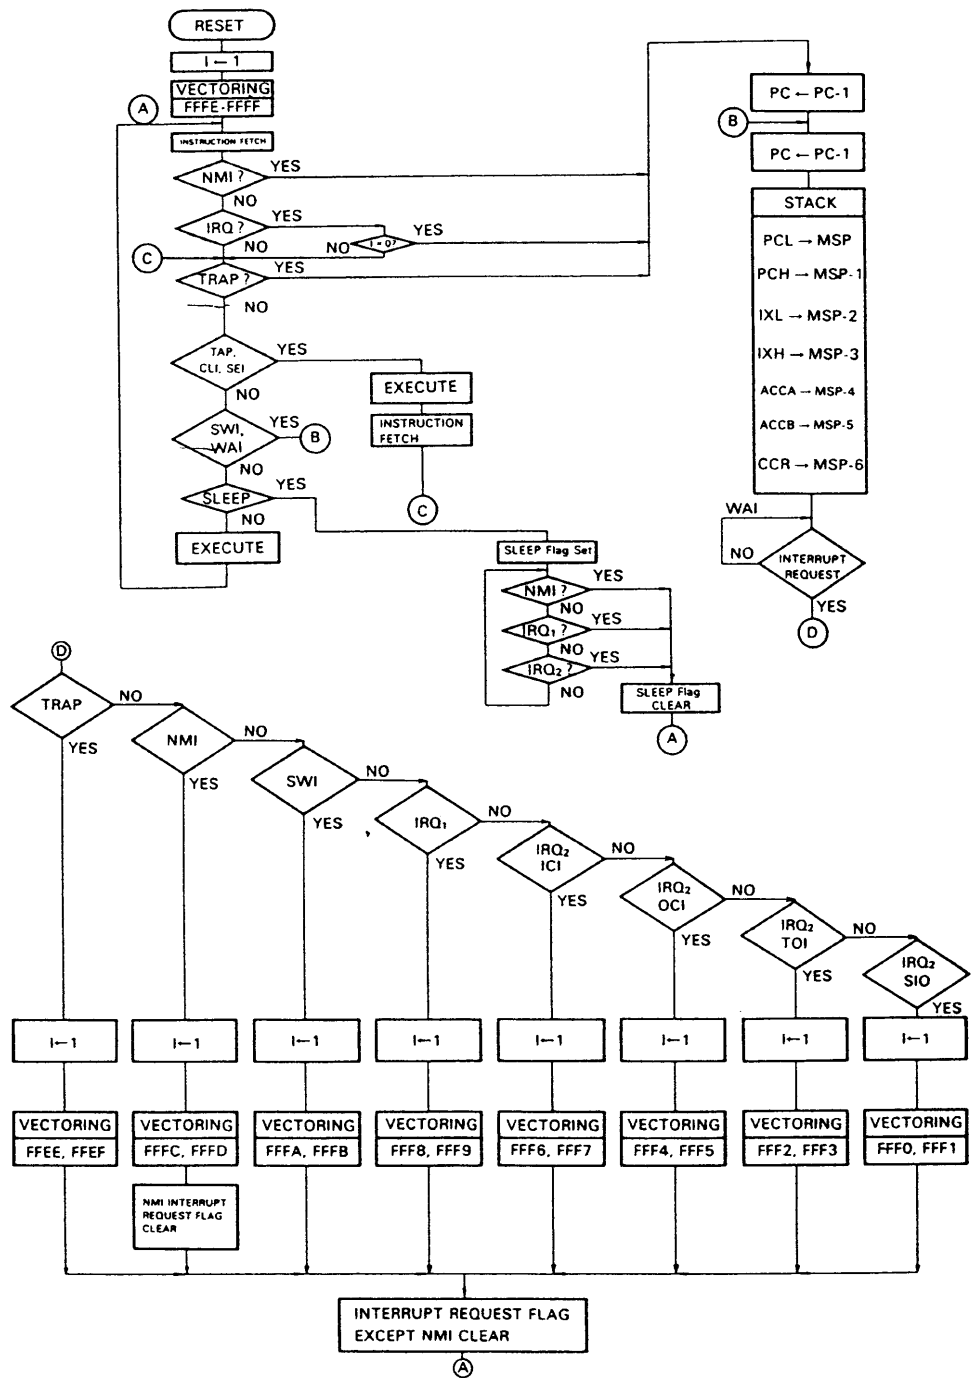 RESET
I ← 1
VECTORING
FFFE-FFFF
A
INSTRUCTION FETCH
NMI ?
YES
NO
IRQ ?
YES
NO
I = 0?
YES
NO
C
TRAP ?
YES
NO
TAP,
CLI, SEI
YES
NO
EXECUTE
INSTRUCTION
FETCH
C
SWI,
WAI
YES
B
NO
SLEEP
YES
NO
EXECUTE
PC ← PC-1
B
PC ← PC-1
STACK
PCL → MSP
PCH → MSP-1
IXL → MSP-2
IXH → MSP-3
ACCA → MSP-4
ACCB → MSP-5
CCR → MSP-6
WAI
NO
INTERRUPT
REQUEST
YES
D
SLEEP Flag Set
NMI ?
YES
NO
IRQ₁ ?
YES
NO
IRQ₂ ?
YES
NO
SLEEP Flag
CLEAR
A
D
TRAP
NO
YES
NMI
NO
YES
SWI
NO
YES
IRQ₁
NO
YES
IRQ₂
ICI
NO
YES
IRQ₂
OCI
NO
YES
IRQ₂
TOI
NO
YES
IRQ₂
SIO
YES
I←1
I←1
I←1
I←1
I←1
I←1
I←1
I←1
VECTORING
FFEE, FFEF
VECTORING
FFFC, FFFD
VECTORING
FFFA, FFFB
VECTORING
FFF8, FFF9
VECTORING
FFF6, FFF7
VECTORING
FFF4, FFF5
VECTORING
FFF2, FFF3
VECTORING
FFF0, FFF1
NMI INTERRUPT
REQUEST FLAG
CLEAR
INTERRUPT REQUEST FLAG
EXCEPT NMI CLEAR
A